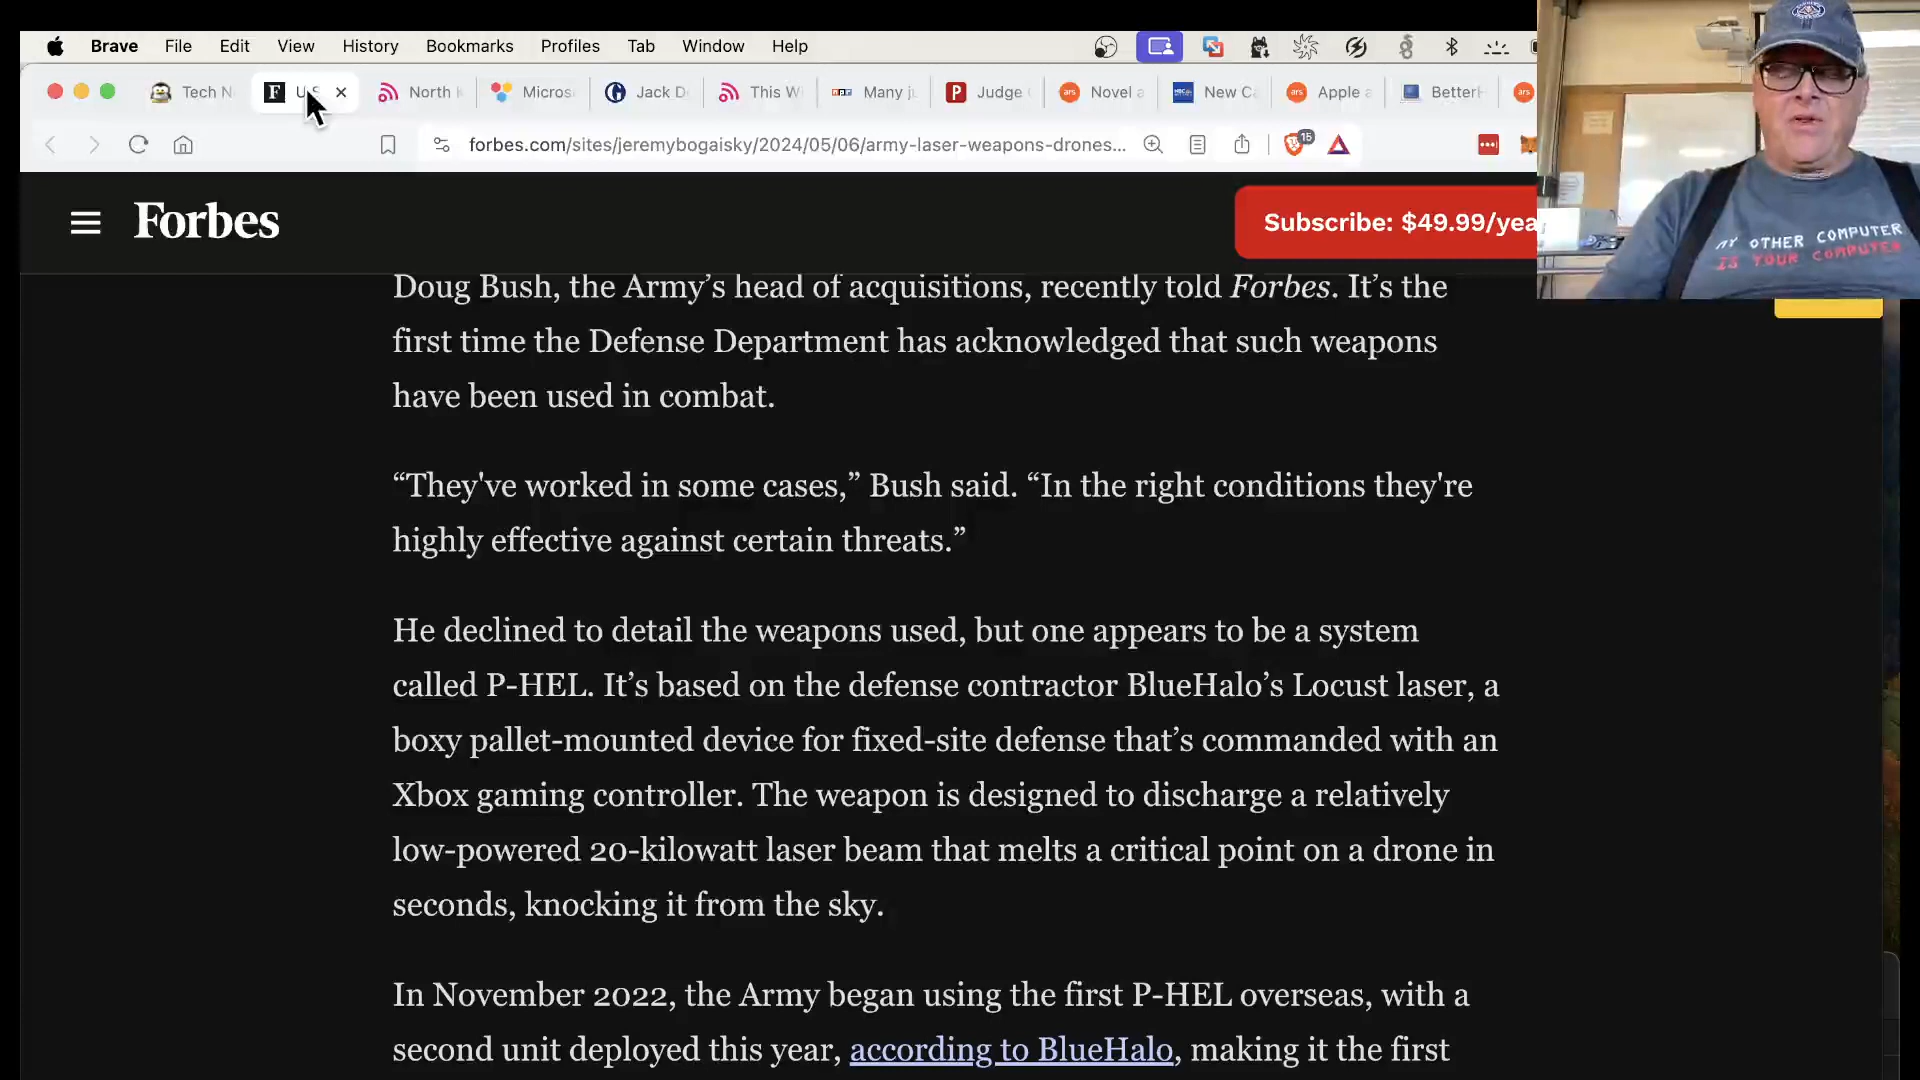 Brave File Edit View History Bookmarks Profiles Tab Window Help
Tech N
U.S
North K
Micros
Jack D
This W
Many ju
Judge
Novel a
New Ca
Apple a
BetterH
forbes.com/sites/jeremybogaisky/2024/05/06/army-laser-weapons-drones...
15
Forbes
Subscribe: $49.99/yea
MY OTHER COMPUTER
IS YOUR COMPUTER
Doug Bush, the Army’s head of acquisitions, recently told Forbes. It’s the
first time the Defense Department has acknowledged that such weapons
have been used in combat.
“They've worked in some cases,” Bush said. “In the right conditions they're
highly effective against certain threats.”
He declined to detail the weapons used, but one appears to be a system
called P-HEL. It’s based on the defense contractor BlueHalo’s Locust laser, a
boxy pallet-mounted device for fixed-site defense that’s commanded with an
Xbox gaming controller. The weapon is designed to discharge a relatively
low-powered 20-kilowatt laser beam that melts a critical point on a drone in
seconds, knocking it from the sky.
In November 2022, the Army began using the first P-HEL overseas, with a
second unit deployed this year, according to BlueHalo, making it the first